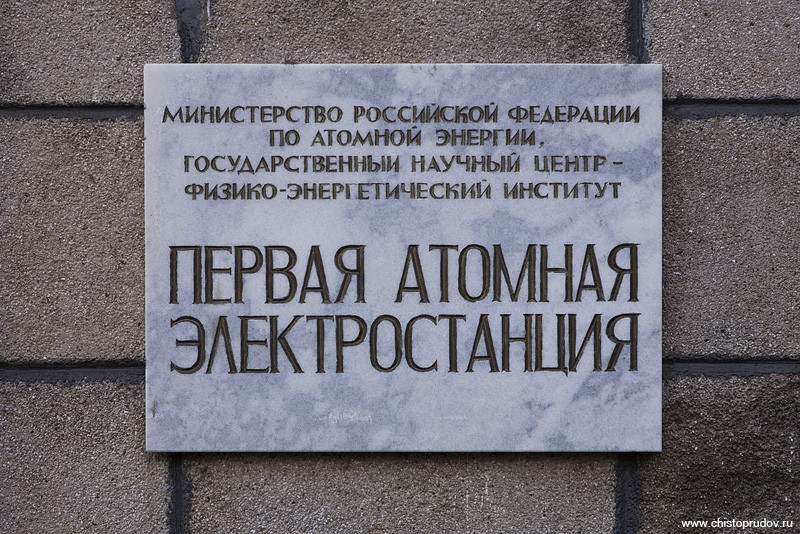 МИНИСТЕРСТВО РОССИЙСКОЙ ФЕДЕРАЦИИ
ПО АТОМНОЙ ЭНЕРГИИ,
ГОСУДАРСТВЕННЫЙ НАУЧНЫЙ ЦЕНТР-
ФИЗИКО-ЭНЕРГЕТИЧЕСКИЙ ИНСТИТУТ
ПЕРВАЯ АТОМНАЯ
ЭЛЕКТРОСТАНЦИЯ
www.chistoprudov.ru